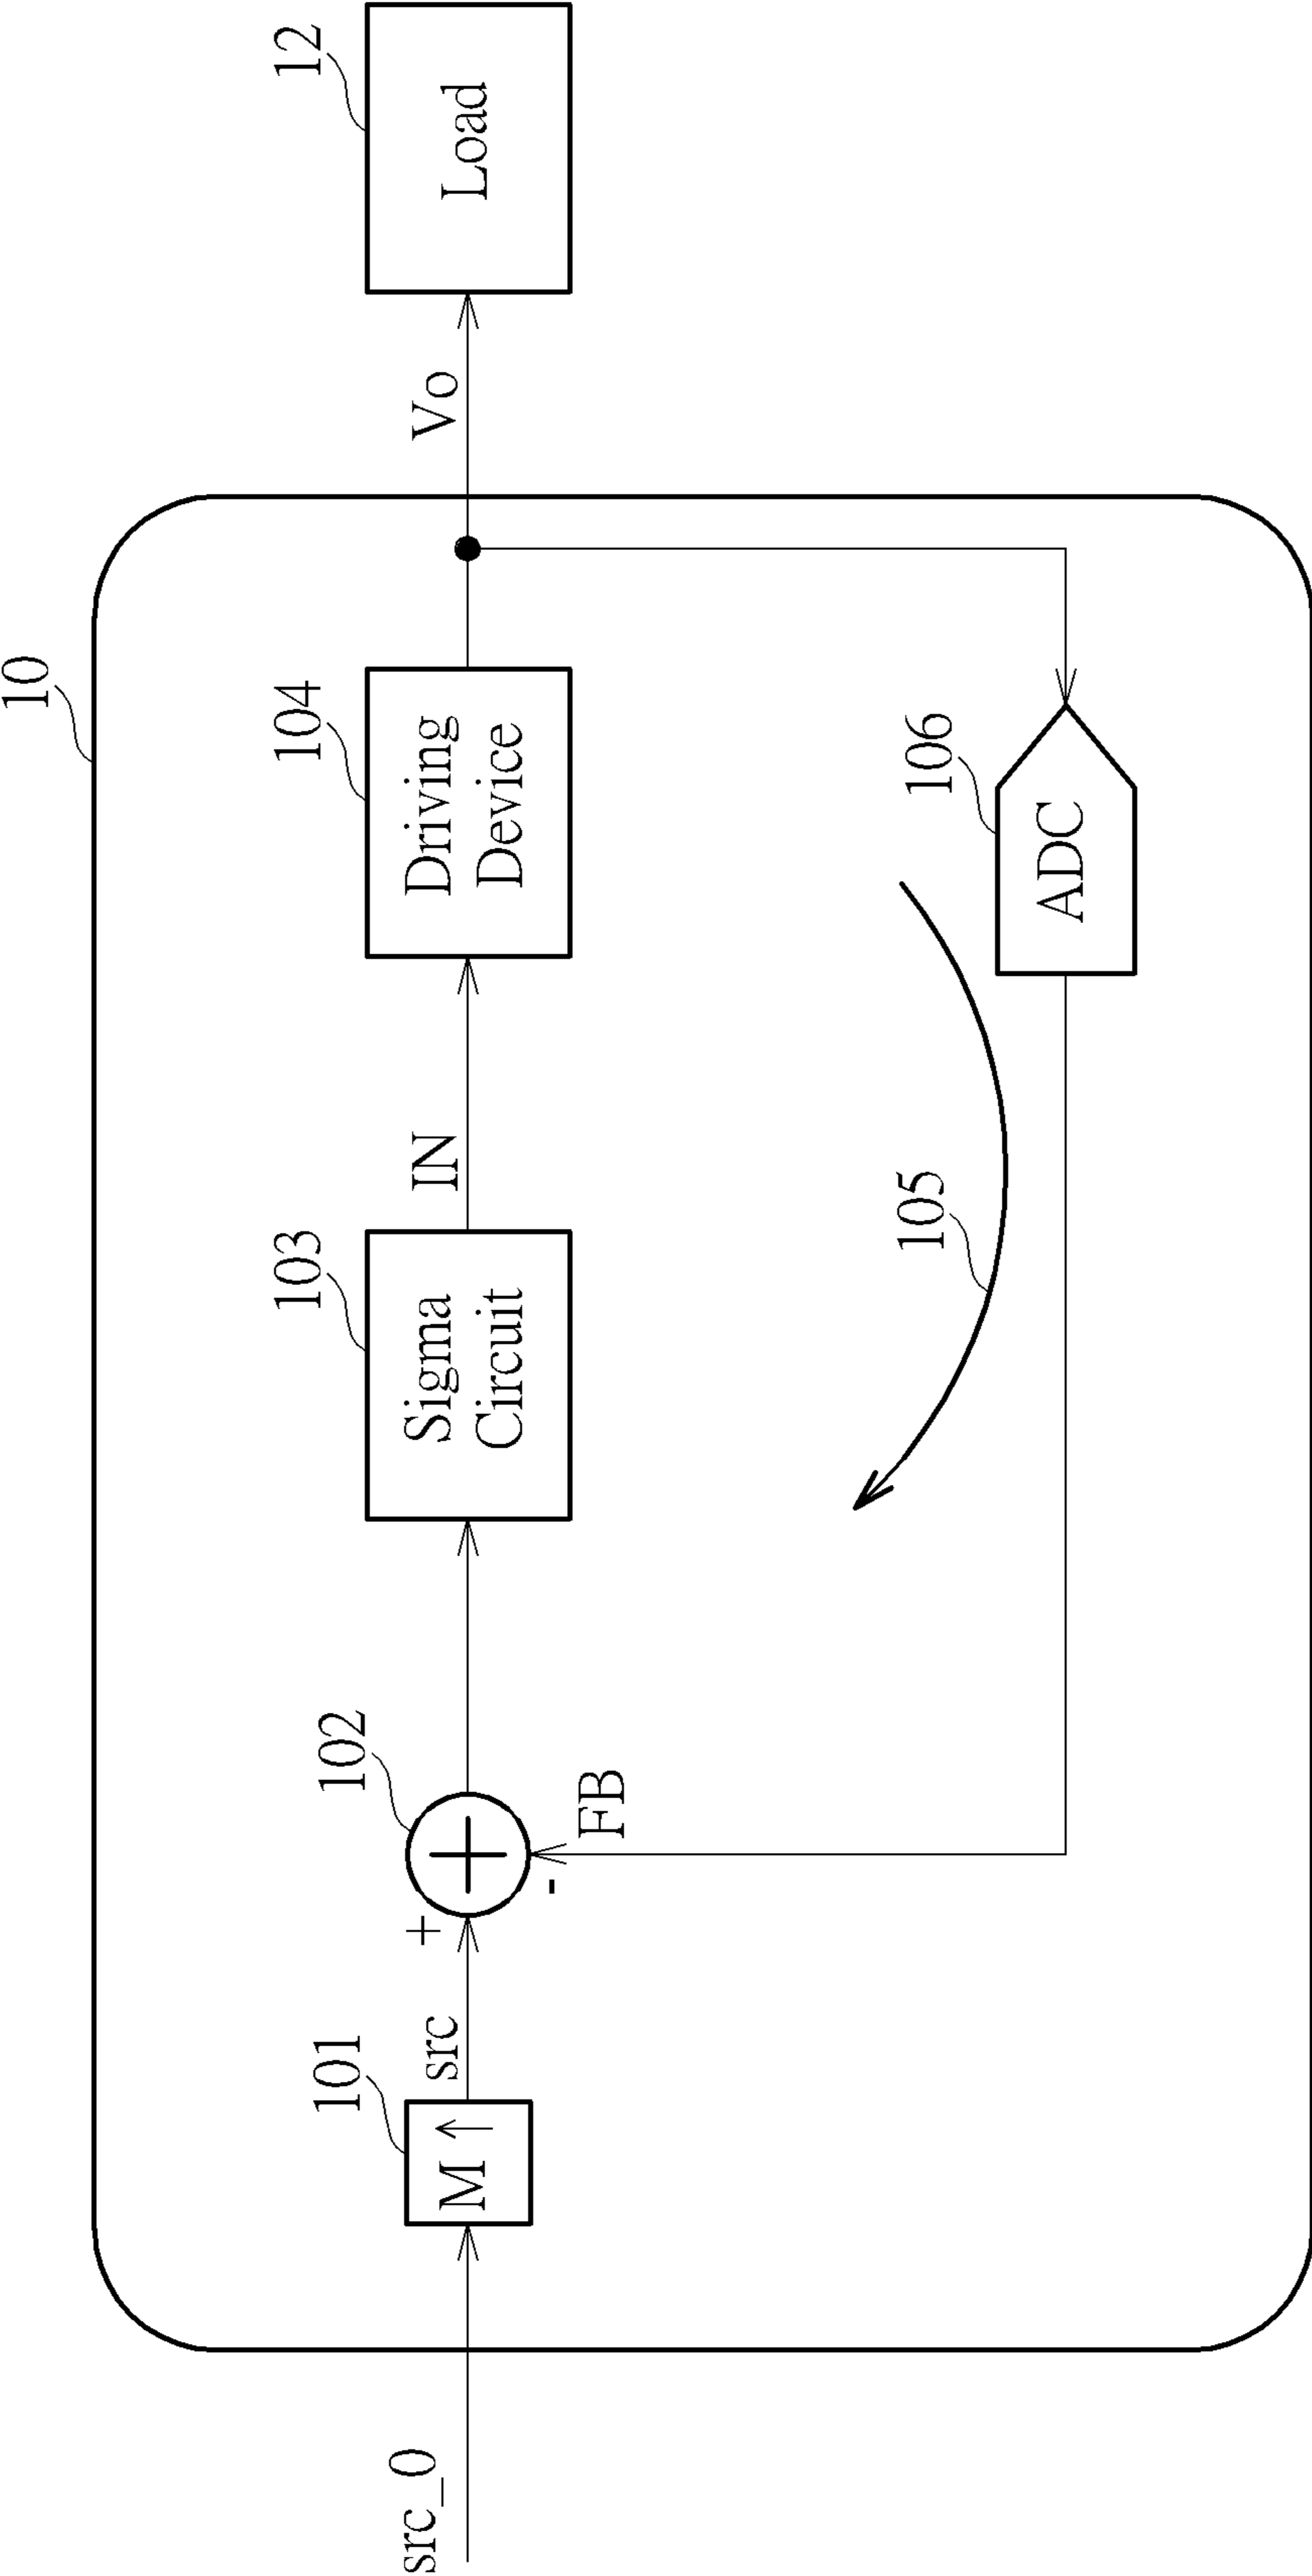 10
src_0
M↑
101
src
+
-
102
FB
Sigma
Circuit
103
IN
Driving
Device
104
Vo
Load
12
105
ADC
106